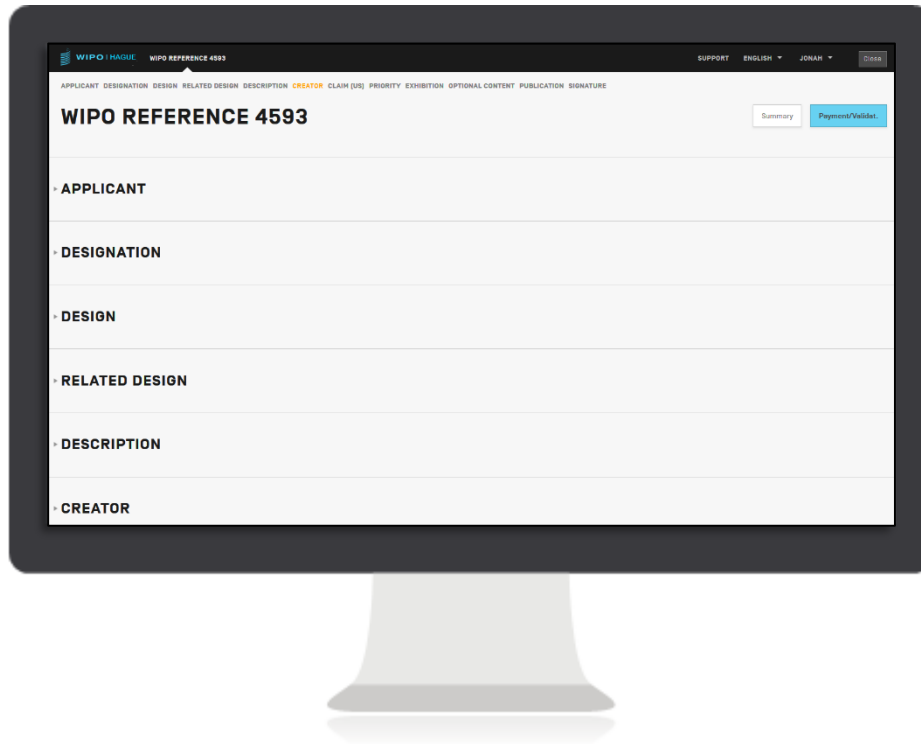 WIPO | HAGUE WIPO REFERENCE 4593 SUPPORT ENGLISH JONAH Close
APPLICANT DESIGNATION DESIGN RELATED DESIGN DESCRIPTION CREATOR CLAIM (US) PRIORITY EXHIBITION OPTIONAL CONTENT PUBLICATION SIGNATURE
WIPO REFERENCE 4593 Summary Payment/Validat.
APPLICANT
DESIGNATION
DESIGN
RELATED DESIGN
DESCRIPTION
CREATOR